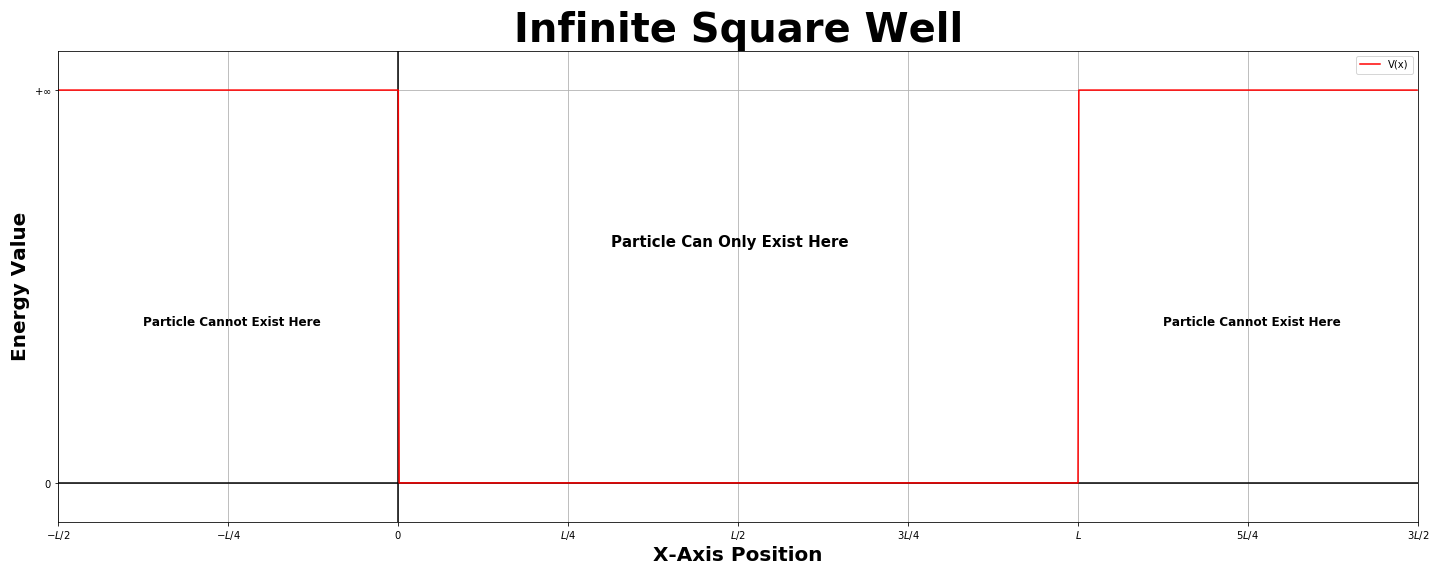 Infinite Square Well
V(x)
+∞
Particle Can Only Exist Here
Energy Value
Particle Cannot Exist Here
Particle Cannot Exist Here
0
−L/2
−L/4
0
L/4
L/2
3L/4
L
5L/4
3L/2
X-Axis Position